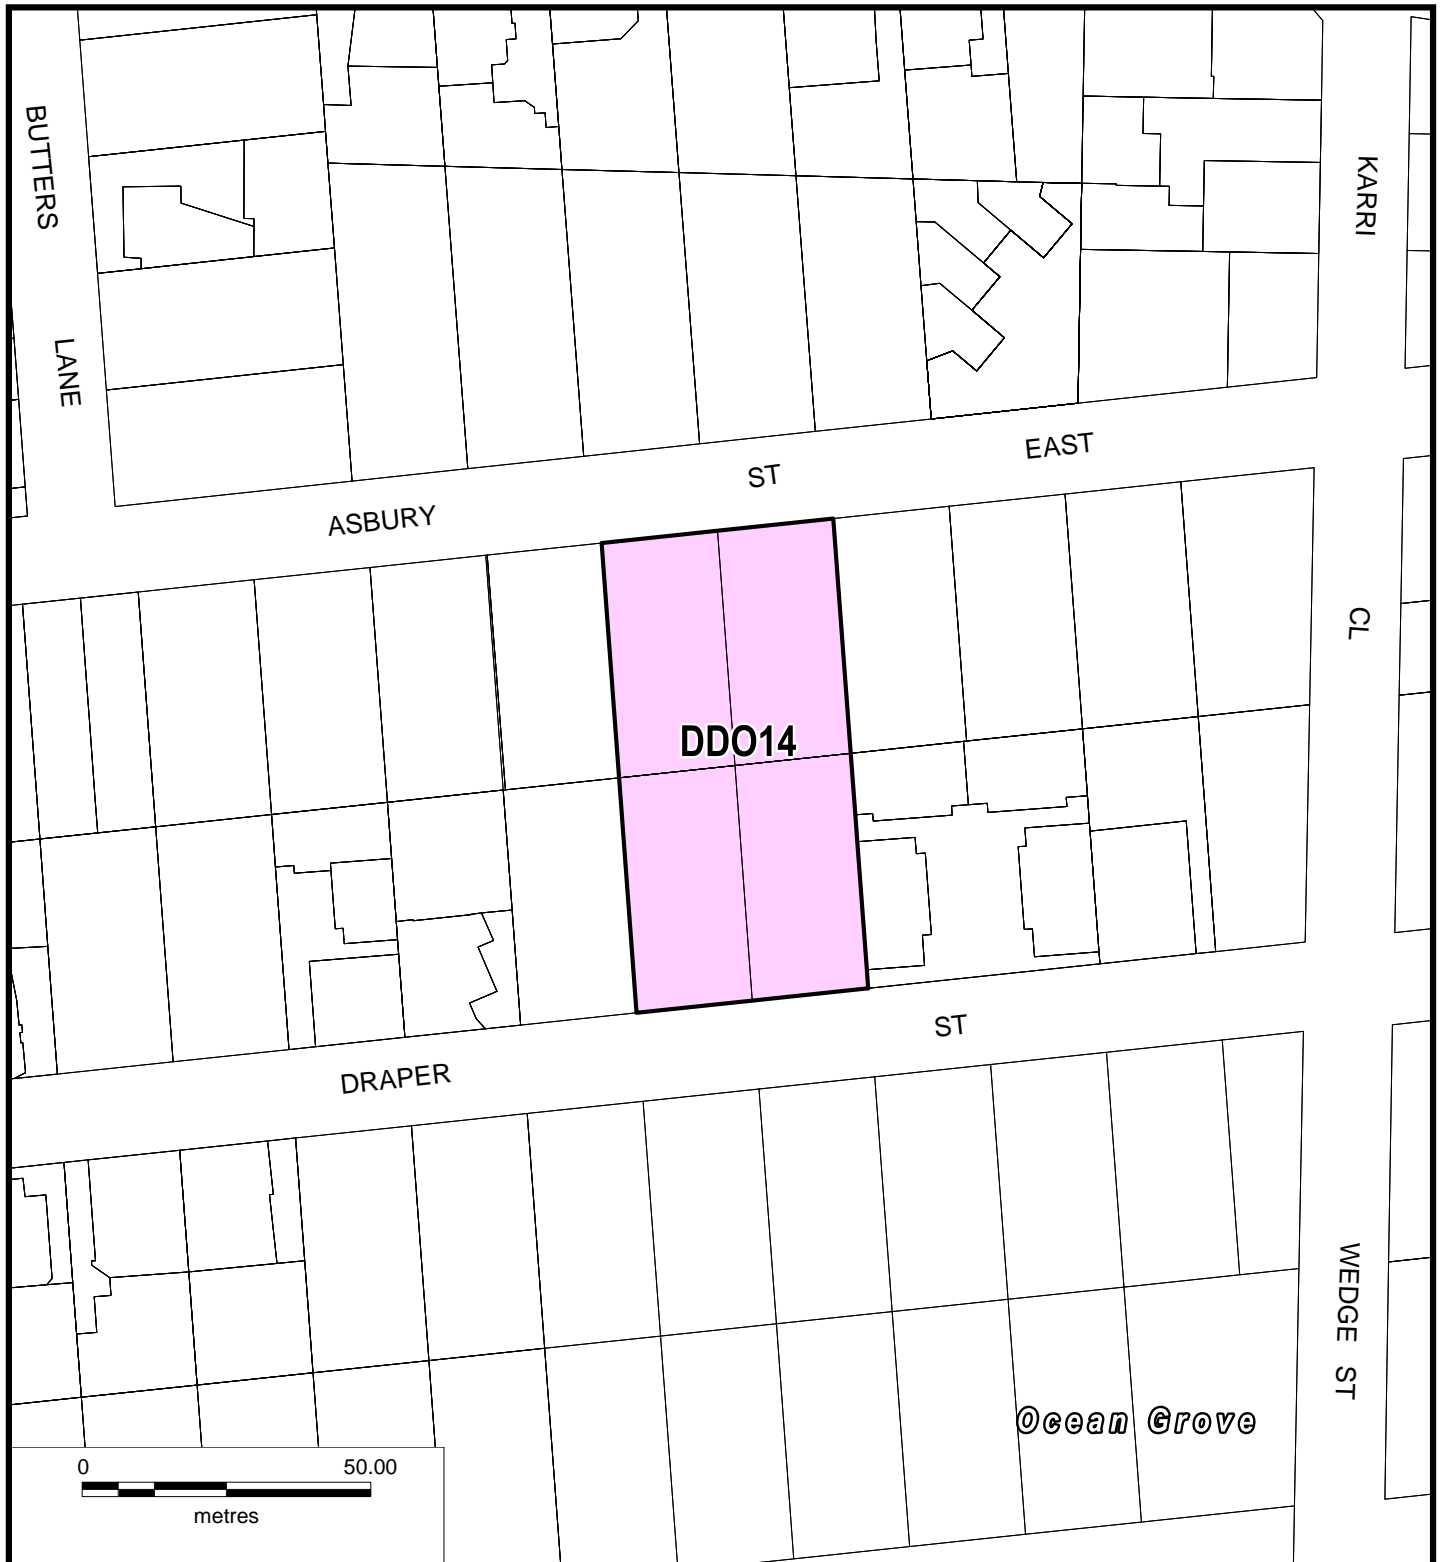 BUTTERS
LANE
KARRI
CL
ASBURY ST EAST
DDO14
DRAPER ST
WEDGE ST
Ocean Grove
0 50.00
metres